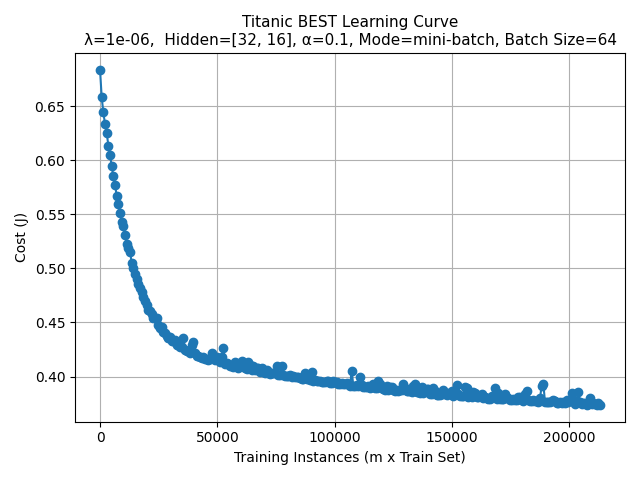 Titanic BEST Learning Curve
λ=1e-06,  Hidden=[32, 16], α=0.1, Mode=mini-batch, Batch Size=64
Cost (J)
0.65
0.60
0.55
0.50
0.45
0.40
0
50000
100000
150000
200000
Training Instances (m x Train Set)